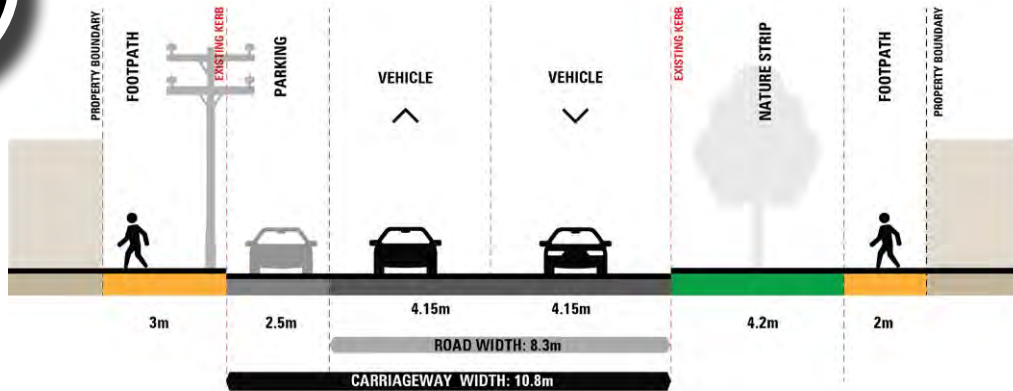 PROPERTY BOUNDARY
FOOTPATH
EXISTING KERB
PARKING
VEHICLE
VEHICLE
EXISTING KERB
NATURE STRIP
FOOTPATH
PROPERTY BOUNDARY
3m
2.5m
4.15m
4.15m
4.2m
2m
ROAD WIDTH: 8.3m
CARRIAGEWAY WIDTH: 10.8m